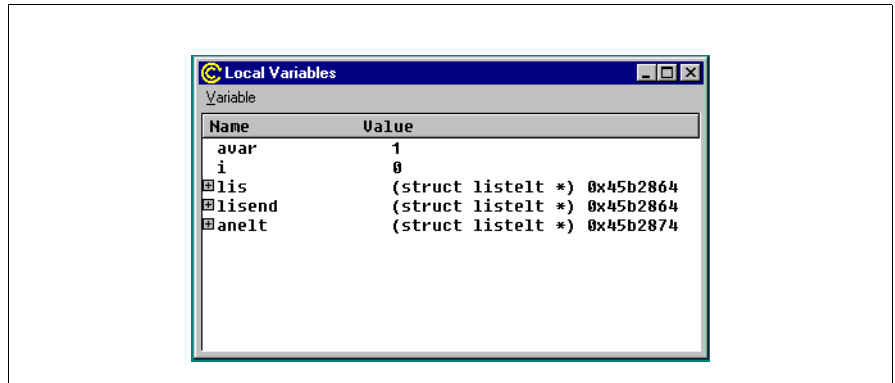 Local Variables
Variable
Name Value
avar 1
i 0
lis (struct listelt *) 0x45b2864
lisend (struct listelt *) 0x45b2864
anelt (struct listelt *) 0x45b2874